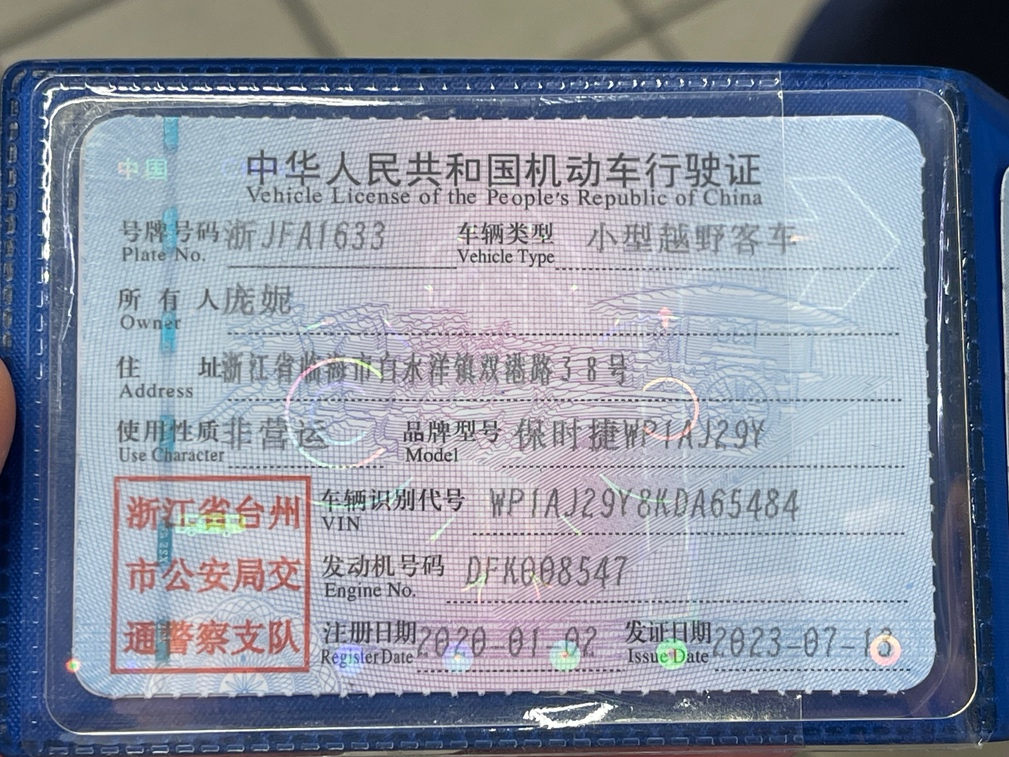 中国
中华人民共和国机动车行驶证
Vehicle License of the People's Republic of China
号牌号码 浙JFA1633 车辆类型 小型越野客车
Plate No. Vehicle Type
所有人 庞妮
Owner
住址 浙江省临海市白水洋镇双港路38号
Address
使用性质 非营运 品牌型号 保时捷WP1AJ29Y
Use Character Model
浙江省台州
市公安局交
通警察支队
车辆识别代号 WP1AJ29Y8KDA65484
VIN
发动机号码 DFK008547
Engine No.
注册日期 2020-01-02 发证日期 2023-07-13
Register Date Issue Date